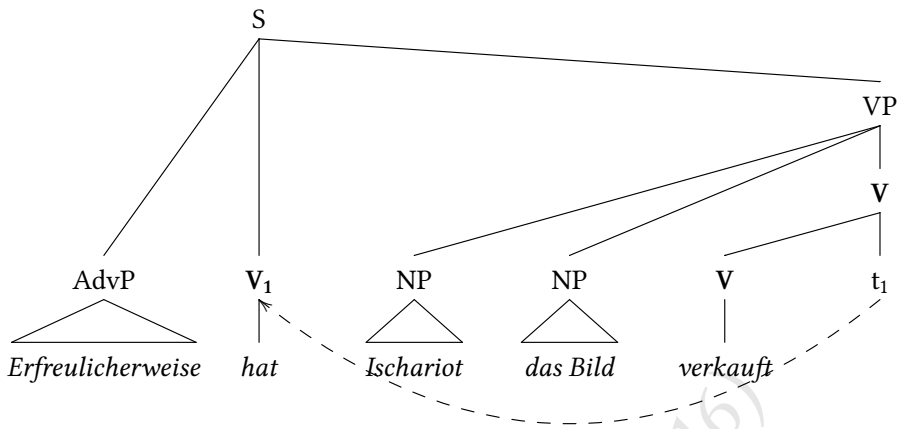 S
VP
V
AdvP V₁ NP NP V t₁
Erfreulicherweise hat Ischariot das Bild verkauft